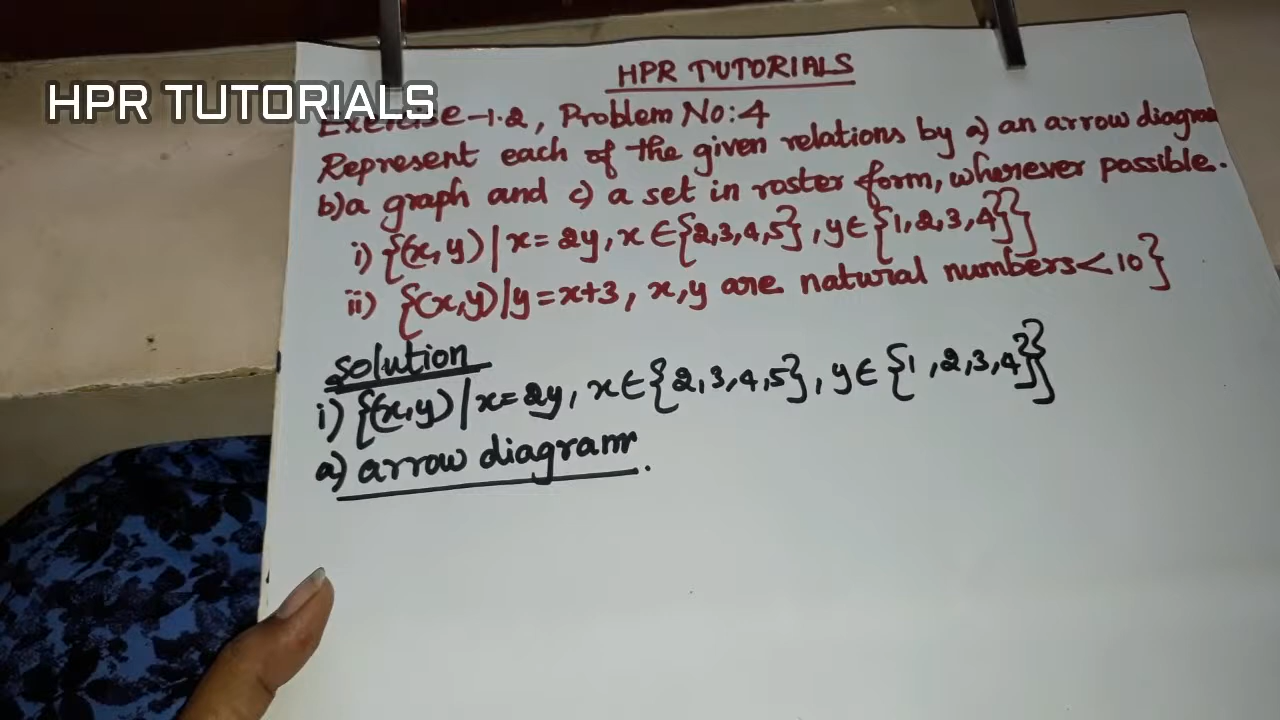 HPR TUTORIALS
HPR TUTORIALS
Exercise-1.2, Problem No:4
Represent each of the given relations by a) an arrow diagram
b) a graph and c) a set in roster form, wherever possible.
i) {(x,y) | x = 2y, x ∈ {2,3,4,5}, y ∈ {1,2,3,4}}
ii) {(x,y) | y = x+3, x,y are natural numbers < 10}
solution
i) {(x,y) | x = 2y, x ∈ {2,3,4,5}, y ∈ {1,2,3,4}}
a) arrow diagram.